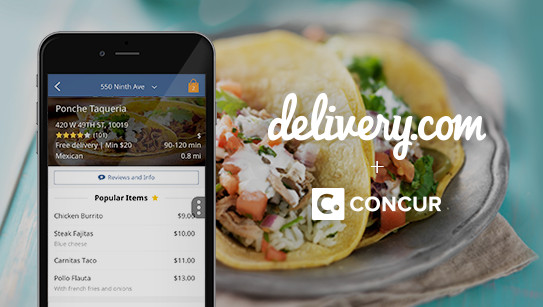 550 Ninth Ave
Ponche Taqueria
420 W 49TH ST, 10019
(101)
$
Free delivery | Min $20
90-120 min
Mexican
0.8 mi
Reviews and Info
Popular Items
Chicken Burrito
$9.00
Steak Fajitas
$10.00
Blue cheese
Carnitas Taco
$11.00
Pollo Flauta
$13.00
With french fries and onions
delivery.com
+
C.
CONCUR